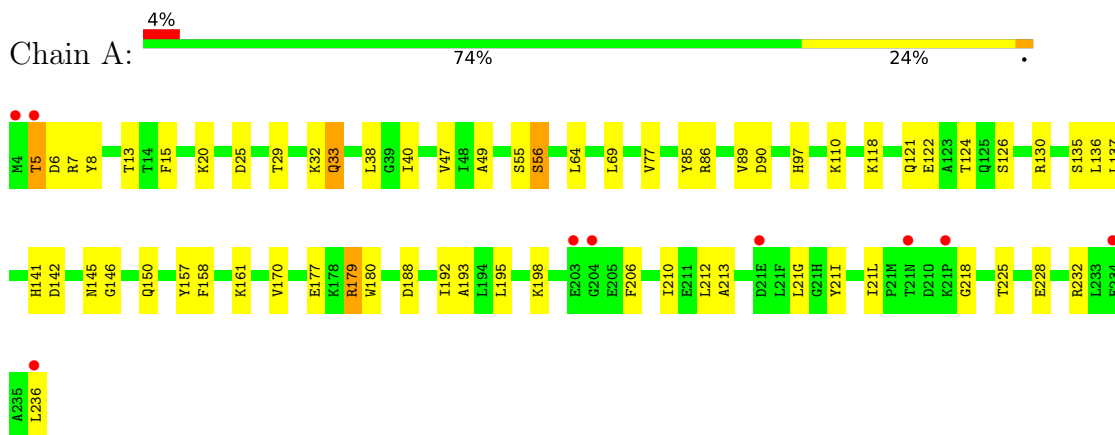 4%
Chain A:
74% 24% .
M4 T5 D6 R7 Y8 T13 T14 F15 K20 D25 T29 K32 Q33 L38 G39 I40 V47 I48 A49 S55 S56 L64 L69 V77 Y85 R86 V89 D90 H97 K110 K118 Q121 E122 A123 T124 Q125 S126 R130 S135 L136 L137
H141 D142 N145 G146 Q150 Y157 F158 K161 V170 E177 K178 R179 W180 D188 I192 A193 L194 L195 K198 E203 G204 E205 F206 I210 E211 L212 A213 D21E L21F L21G G21H Y21I I21L P21M T21N D21O K21P G218 T225 E228 R232 L233 E234
A235 L236